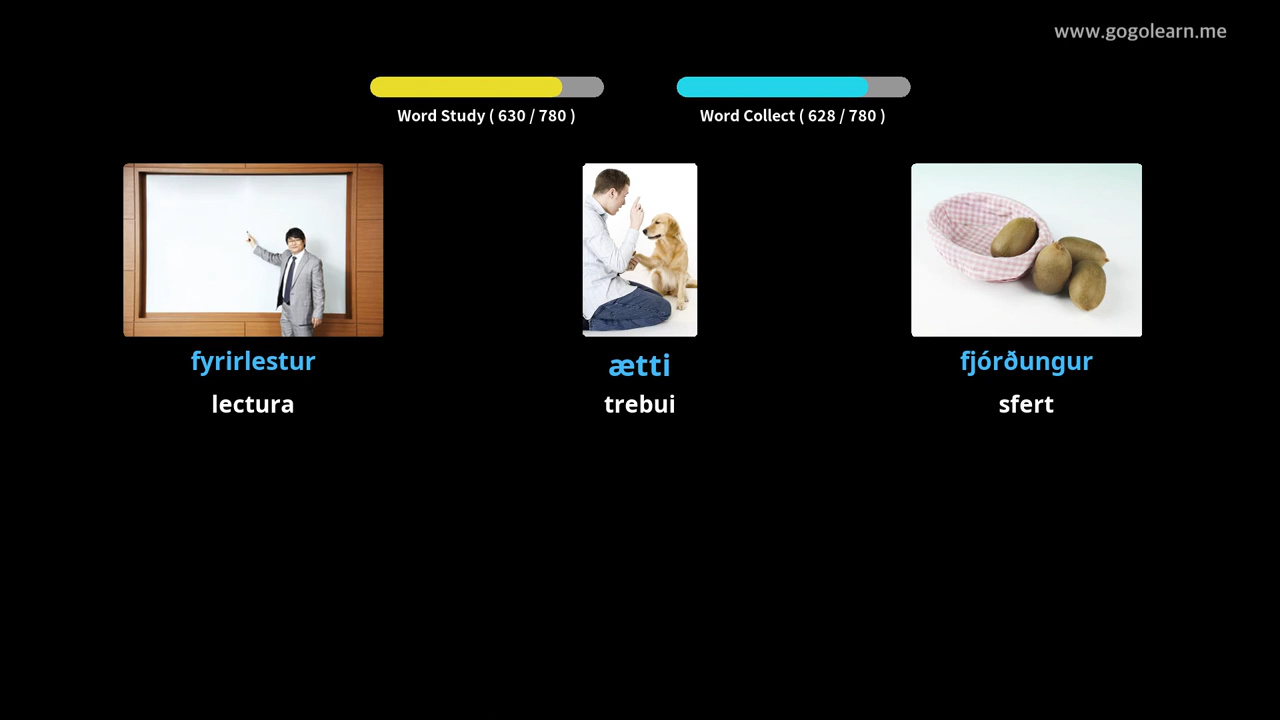 www.gogolearn.me
Word Study ( 630 / 780 )
Word Collect ( 628 / 780 )
fyrirlestur
lectura
ætti
trebui
fjórðungur
sfert